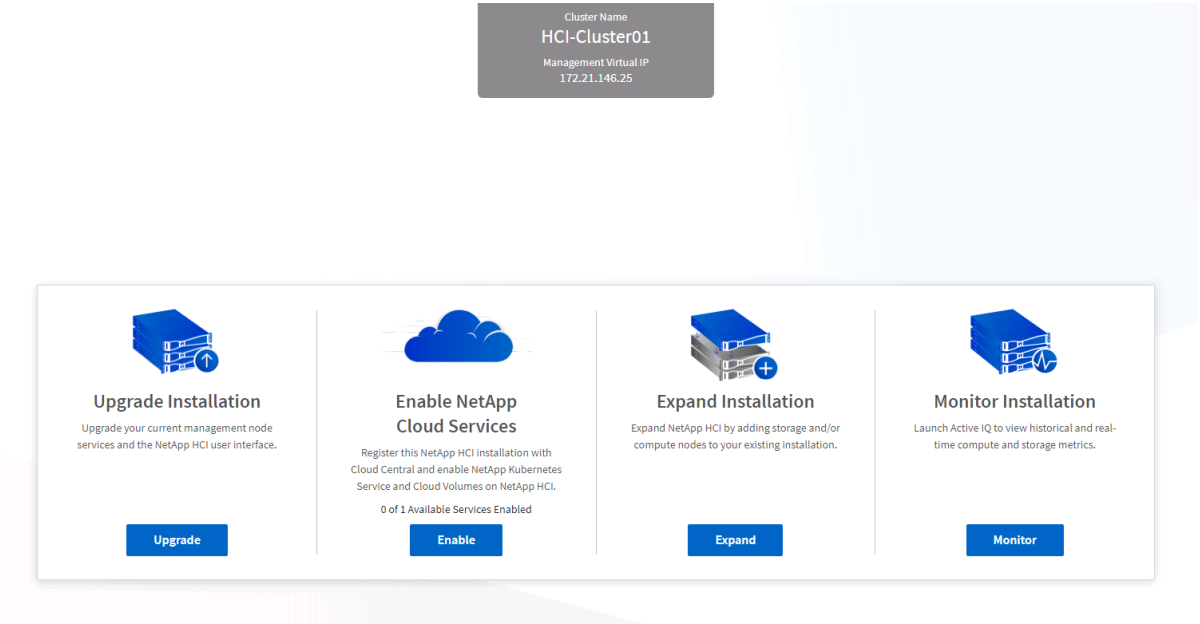 Cluster Name
HCI-Cluster01
Management Virtual IP
172.21.146.25
Upgrade Installation
Upgrade your current management node
services and the NetApp HCI user interface.
Upgrade
Enable NetApp
Cloud Services
Register this NetApp HCI installation with
Cloud Central and enable NetApp Kubernetes
Service and Cloud Volumes on NetApp HCI.
0 of 1 Available Services Enabled
Enable
Expand Installation
Expand NetApp HCI by adding storage and/or
compute nodes to your existing installation.
Expand
Monitor Installation
Launch Active IQ to view historical and real-
time compute and storage metrics.
Monitor